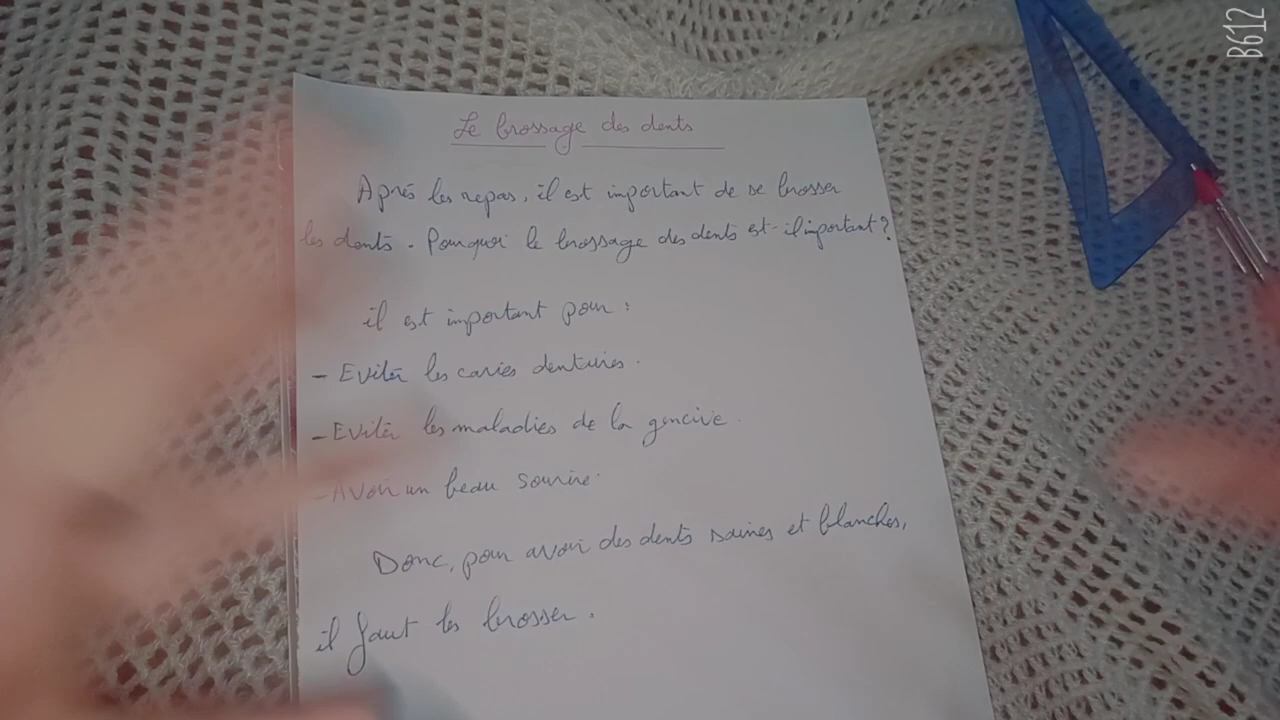 Le brossage des dents
Après les repas, il est important de se brosser
les dents. Pourquoi le brossage des dents est-il important?
il est important pour :
- Eviter les caries dentaires.
- Eviter les maladies de la gencive.
- Avoir un beau sourire.
Donc, pour avoir des dents saines et blanches,
il faut les brosser.
B612